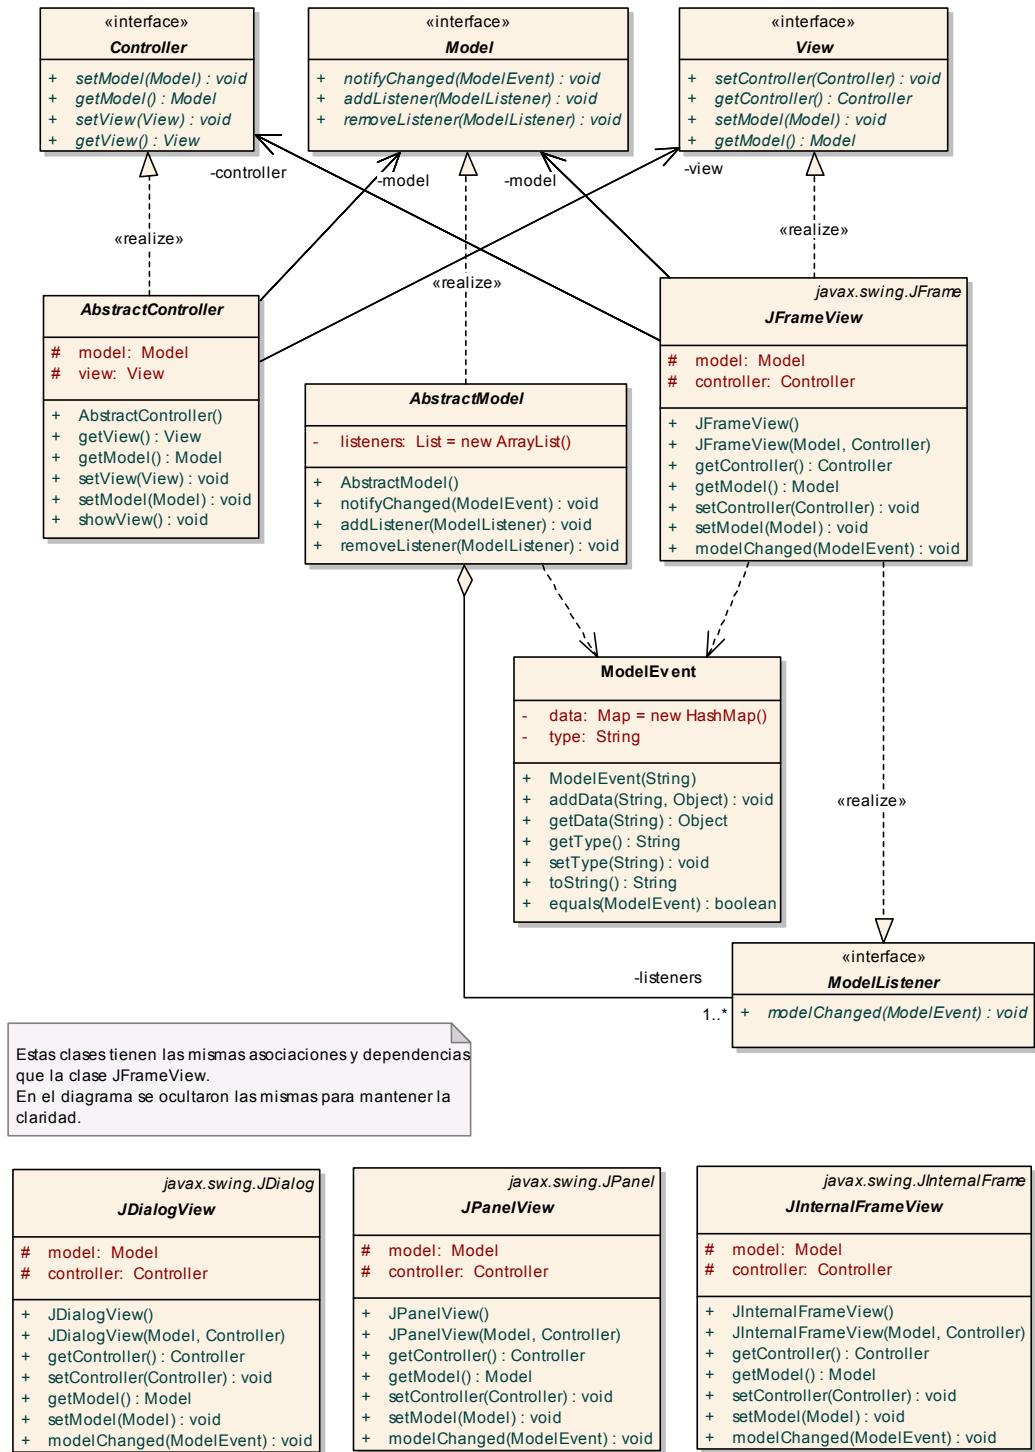 «interface»
Controller
+ setModel(Model) : void
+ getModel() : Model
+ setView(View) : void
+ getView() : View
«interface»
Model
+ notifyChanged(ModelEvent) : void
+ addListener(ModelListener) : void
+ removeListener(ModelListener) : void
«interface»
View
+ setController(Controller) : void
+ getController() : Controller
+ setModel(Model) : void
+ getModel() : Model
-controller
-model
-model
-view
«realize»
«realize»
«realize»
AbstractController
# model: Model
# view: View
+ AbstractController()
+ getView() : View
+ getModel() : Model
+ setView(View) : void
+ setModel(Model) : void
+ showView() : void
AbstractModel
- listeners: List = new ArrayList()
+ AbstractModel()
+ notifyChanged(ModelEvent) : void
+ addListener(ModelListener) : void
+ removeListener(ModelListener) : void
javax.swing.JFrame
JFrameView
# model: Model
# controller: Controller
+ JFrameView()
+ JFrameView(Model, Controller)
+ getController() : Controller
+ getModel() : Model
+ setController(Controller) : void
+ setModel(Model) : void
+ modelChanged(ModelEvent) : void
ModelEvent
- data: Map = new HashMap()
- type: String
+ ModelEvent(String)
+ addData(String, Object) : void
+ getData(String) : Object
+ getType() : String
+ setType(String) : void
+ toString() : String
+ equals(ModelEvent) : boolean
«realize»
-listeners
1..*
«interface»
ModelListener
+ modelChanged(ModelEvent) : void
Estas clases tienen las mismas asociaciones y dependencias
que la clase JFrameView.
En el diagrama se ocultaron las mismas para mantener la
claridad.
javax.swing.JDialog
JDialogView
# model: Model
# controller: Controller
+ JDialogView()
+ JDialogView(Model, Controller)
+ getController() : Controller
+ setController(Controller) : void
+ getModel() : Model
+ setModel(Model) : void
+ modelChanged(ModelEvent) : void
javax.swing.JPanel
JPanelView
# model: Model
# controller: Controller
+ JPanelView()
+ JPanelView(Model, Controller)
+ getController() : Controller
+ getModel() : Model
+ setController(Controller) : void
+ setModel(Model) : void
+ modelChanged(ModelEvent) : void
javax.swing.JInternalFrame
JInternalFrameView
# model: Model
# controller: Controller
+ JInternalFrameView()
+ JInternalFrameView(Model, Controller)
+ getController() : Controller
+ getModel() : Model
+ setController(Controller) : void
+ setModel(Model) : void
+ modelChanged(ModelEvent) : void